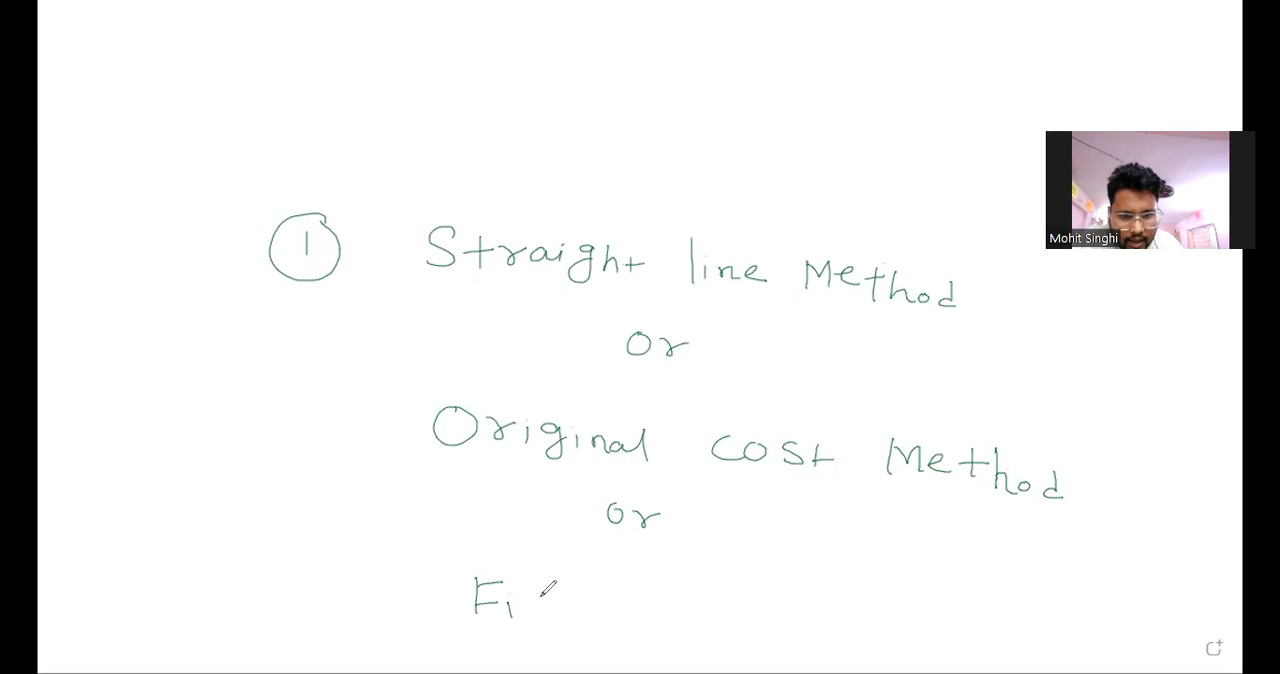 1 Straight line Method
or
Original cost Method
or
Fi
Mohit Singhi